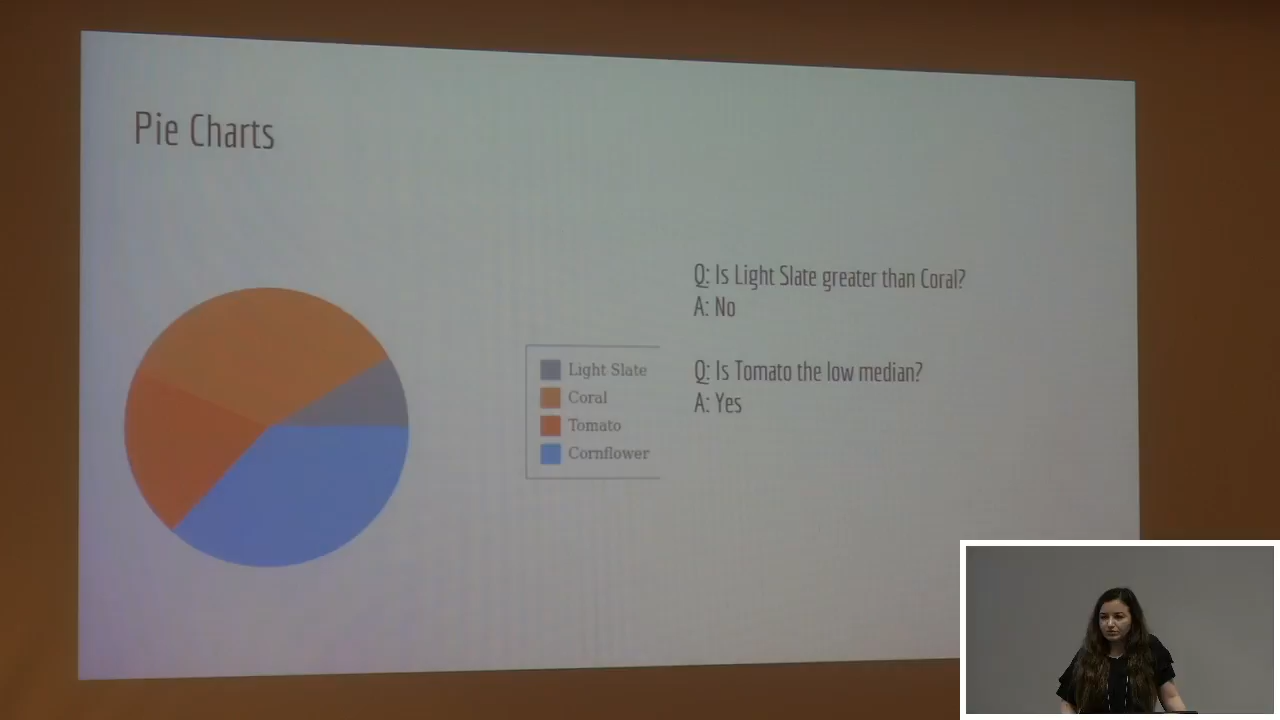 Pie Charts
Light Slate
Coral
Tomato
Cornflower
Q: Is Light Slate greater than Coral?
A: No
Q: Is Tomato the low median?
A: Yes